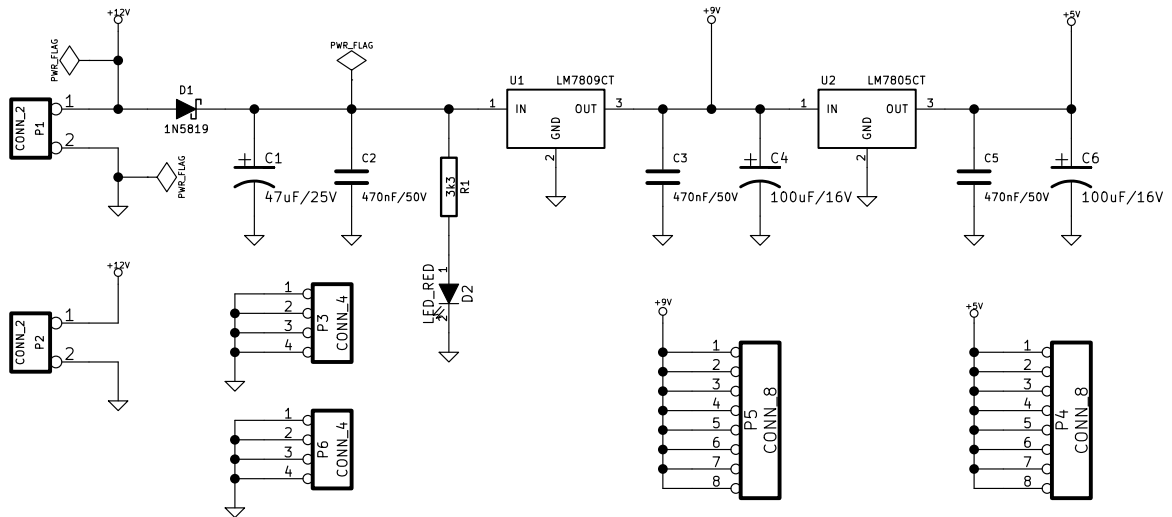 +12V
PWR_FLAG
CONN_2
P1
1
2
PWR_FLAG
D1
1N5819
PWR_FLAG
C1
47uF/25V
C2
470nF/50V
3k3
R1
LED_RED
1
2
D2
U1
LM7809CT
1
IN
OUT
3
GND
2
+9V
C3
470nF/50V
C4
100uF/16V
U2
LM7805CT
1
IN
OUT
3
GND
2
+5V
C5
470nF/50V
C6
100uF/16V
+12V
CONN_2
P2
1
2
1
2
3
4
P3
CONN_4
1
2
3
4
P6
CONN_4
+9V
1
2
3
4
5
6
7
8
P5
CONN_8
+5V
1
2
3
4
5
6
7
8
P4
CONN_8